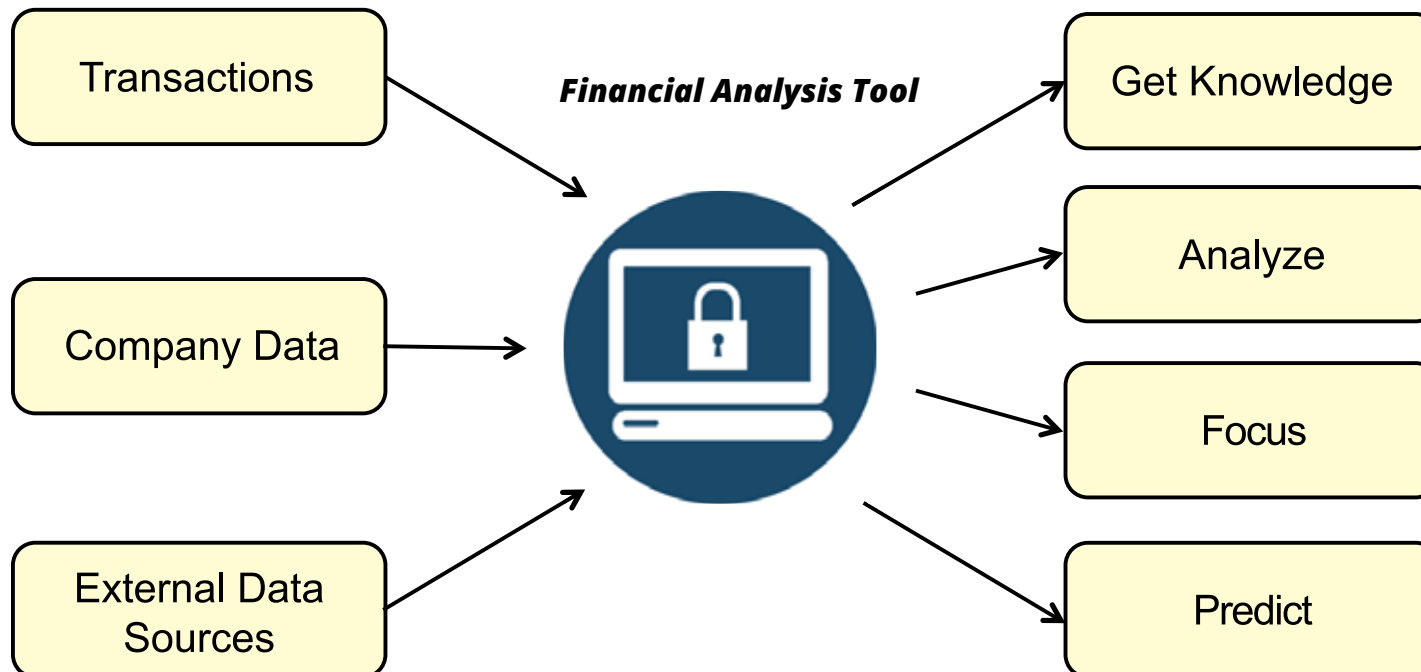 Transactions
Financial Analysis Tool
Get Knowledge
Analyze
Company Data
Focus
External Data
Sources
Predict